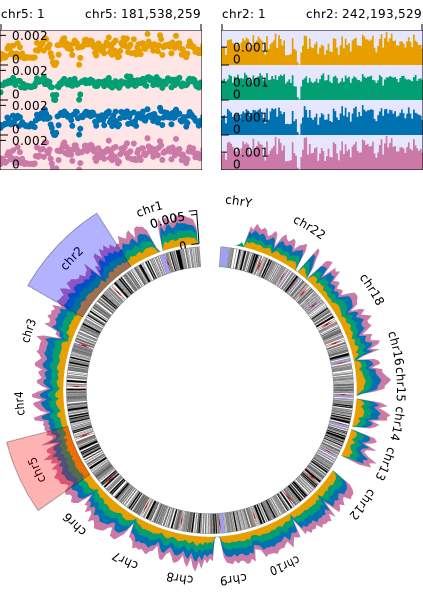 chr5: 1
chr5: 181,538,259
chr2: 1
chr2: 242,193,529
0.002
0
0.002
0
0.002
0
0.002
0
0.001
0
0.001
0
0.001
0
0.001
0
chr1
0.005
0
chrY
chr22
chr18
chr16
chr15
chr14
chr13
chr12
chr10
chr9
chr8
chr7
chr6
chr5
chr4
chr3
chr2